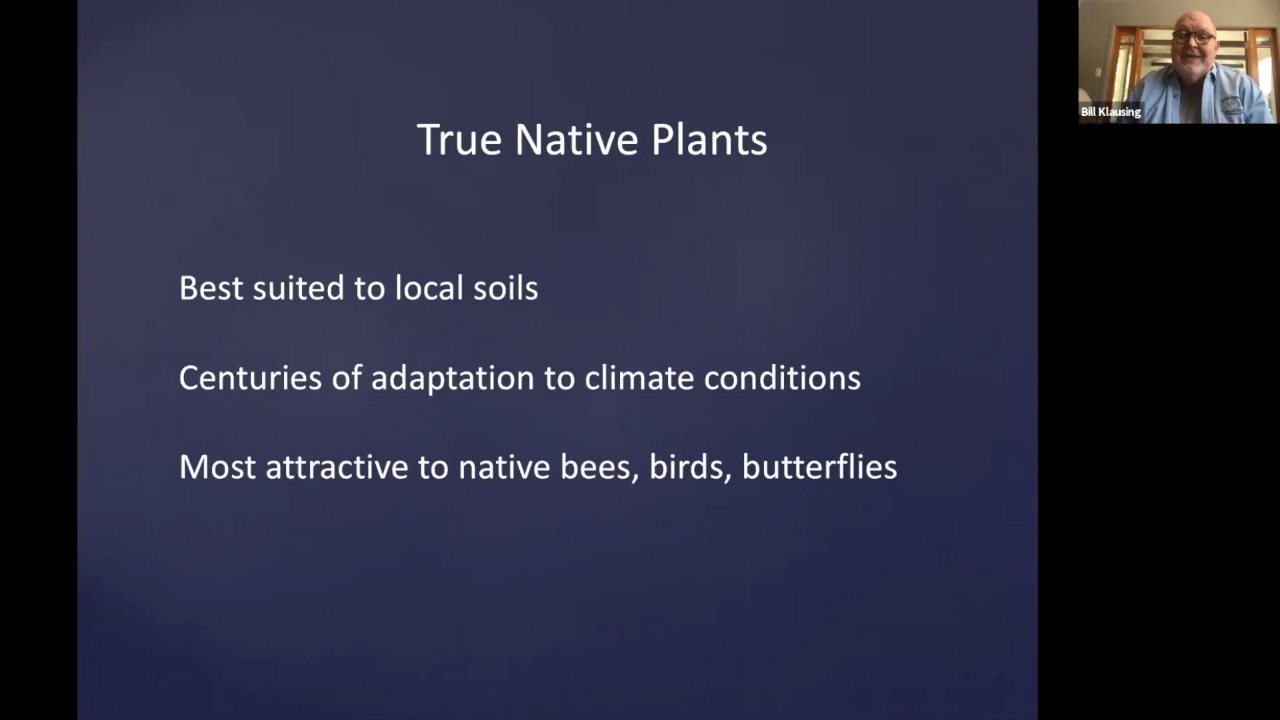 True Native Plants
Best suited to local soils
Centuries of adaptation to climate conditions
Most attractive to native bees, birds, butterflies
Bill Klausing